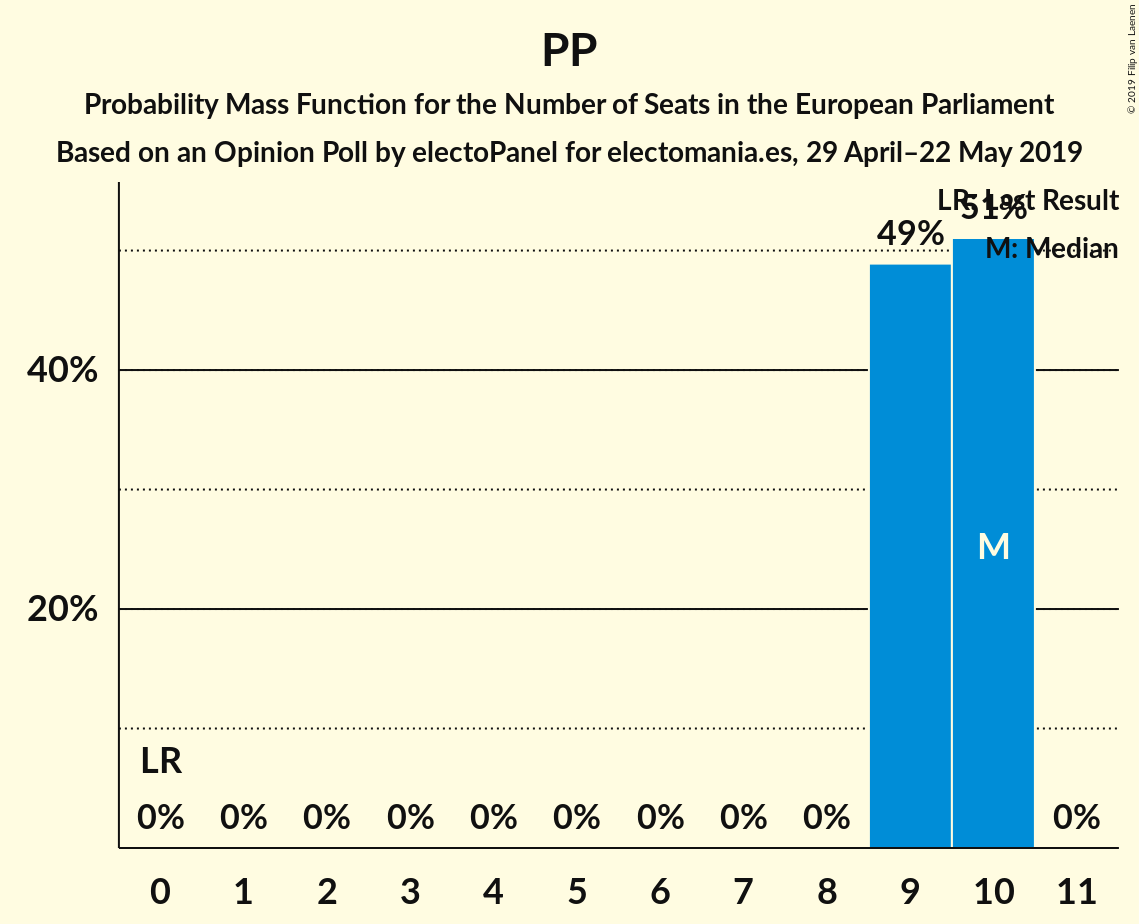 PP
Probability Mass Function for the Number of Seats in the European Parliament
Based on an Opinion Poll by electoPanel for electomania.es, 29 April–22 May 2019
© 2019 Filip van Laenen
LR: Last Result
M: Median
49% 51%
40%
20%
M
LR
0% 0% 0% 0% 0% 0% 0% 0% 0% 0%
0 1 2 3 4 5 6 7 8 9 10 11